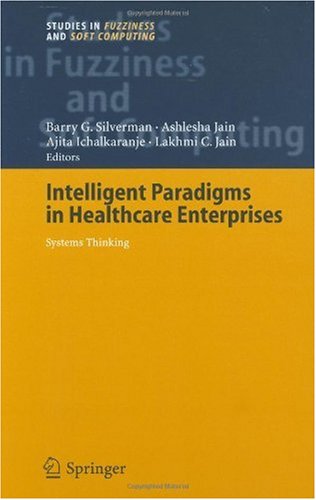 STUDIES IN FUZZINESS
AND SOFT COMPUTING
Studies
in Fuzziness
and
Soft Computing
Barry G. Silverman · Ashlesha Jain
Ajita Ichalkaranje · Lakhmi C. Jain
Editors
Intelligent Paradigms
in Healthcare Enterprises
Systems Thinking
Springer